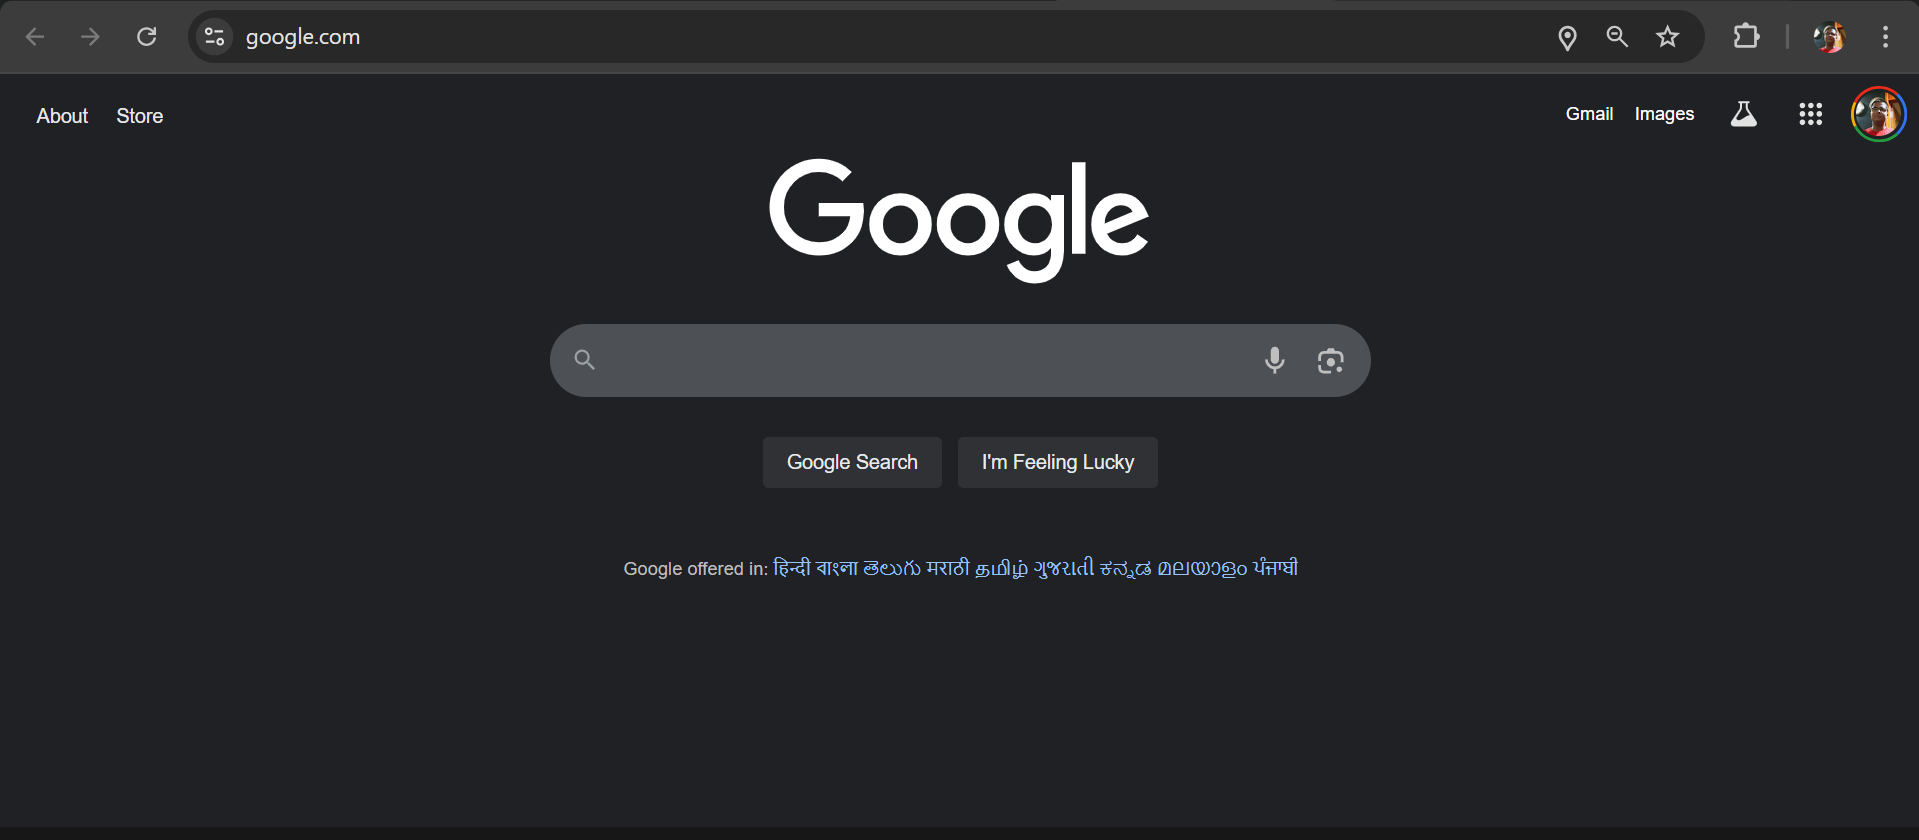 google.com
About Store
Gmail Images
Google
Google Search
I'm Feeling Lucky
Google offered in: हिन्दी বাংলা తెలుగు मराठी தமிழ் ગુજરાતી ಕನ್ನಡ മലയാളം ਪੰਜਾਬੀ